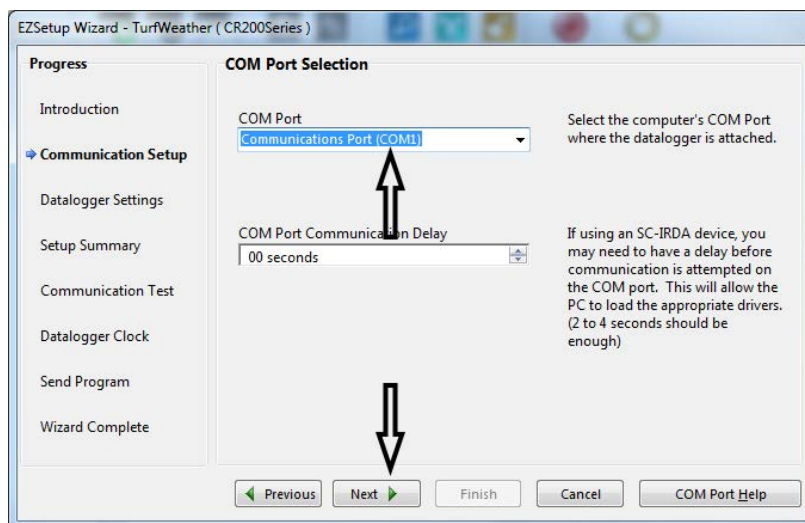 EZSetup Wizard - TurfWeather ( CR200Series )
Progress
Introduction
Communication Setup
Datalogger Settings
Setup Summary
Communication Test
Datalogger Clock
Send Program
Wizard Complete
COM Port Selection
COM Port
Communications Port (COM1)
Select the computer's COM Port
where the datalogger is attached.
COM Port Communication Delay
00 seconds
If using an SC-IRDA device, you
may need to have a delay before
communication is attempted on
the COM port. This will allow the
PC to load the appropriate drivers.
(2 to 4 seconds should be
enough)
Previous
Next
Finish
Cancel
COM Port Help